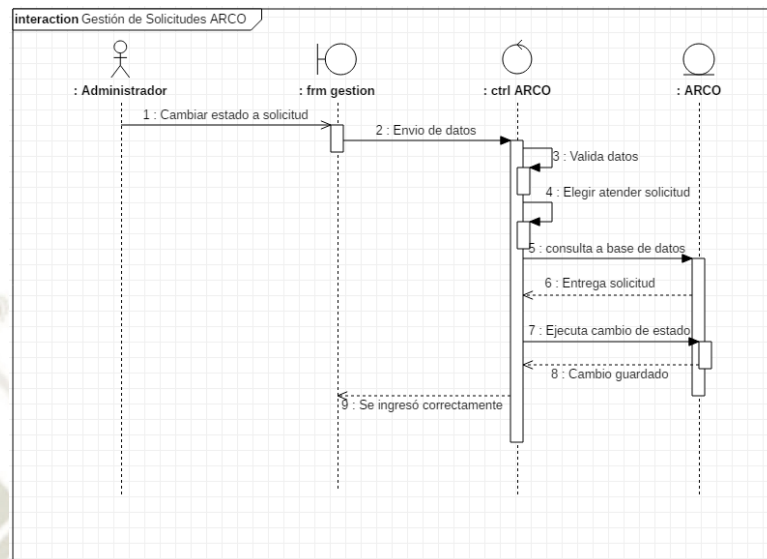 interaction Gestión de Solicitudes ARCO
: Administrador
: frm gestion
: ctrl ARCO
: ARCO
1 : Cambiar estado a solicitud
2 : Envio de datos
3 : Valida datos
4 : Elegir atender solicitud
5 : consulta a base de datos
6 : Entrega solicitud
7 : Ejecuta cambio de estado
8 : Cambio guardado
9 : Se ingresó correctamente